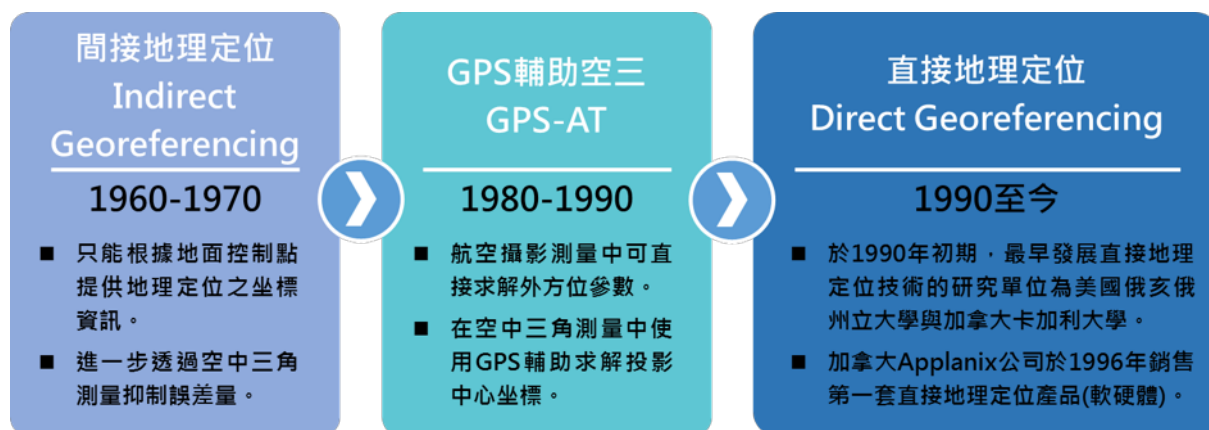 間接地理定位
Indirect
Georeferencing
1960-1970
■ 只能根據地面控制點
提供地理定位之坐標
資訊。
■ 進一步透過空中三角
測量抑制誤差量。
GPS輔助空三
GPS-AT
1980-1990
■ 航空攝影測量中可直
接求解外方位參數。
■ 在空中三角測量中使
用GPS輔助求解投影
中心坐標。
直接地理定位
Direct Georeferencing
1990至今
■ 於1990年初期，最早發展直接地理
定位技術的研究單位為美國俄亥俄
州立大學與加拿大卡加利大學。
■ 加拿大Applanix公司於1996年銷售
第一套直接地理定位產品(軟硬體)。